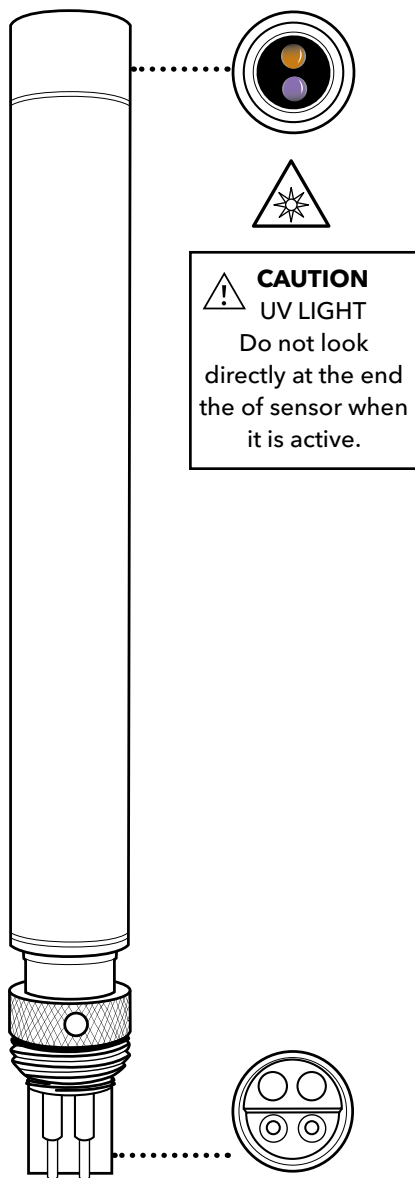 CAUTION
UV LIGHT
Do not look
directly at the end
the of sensor when
it is active.